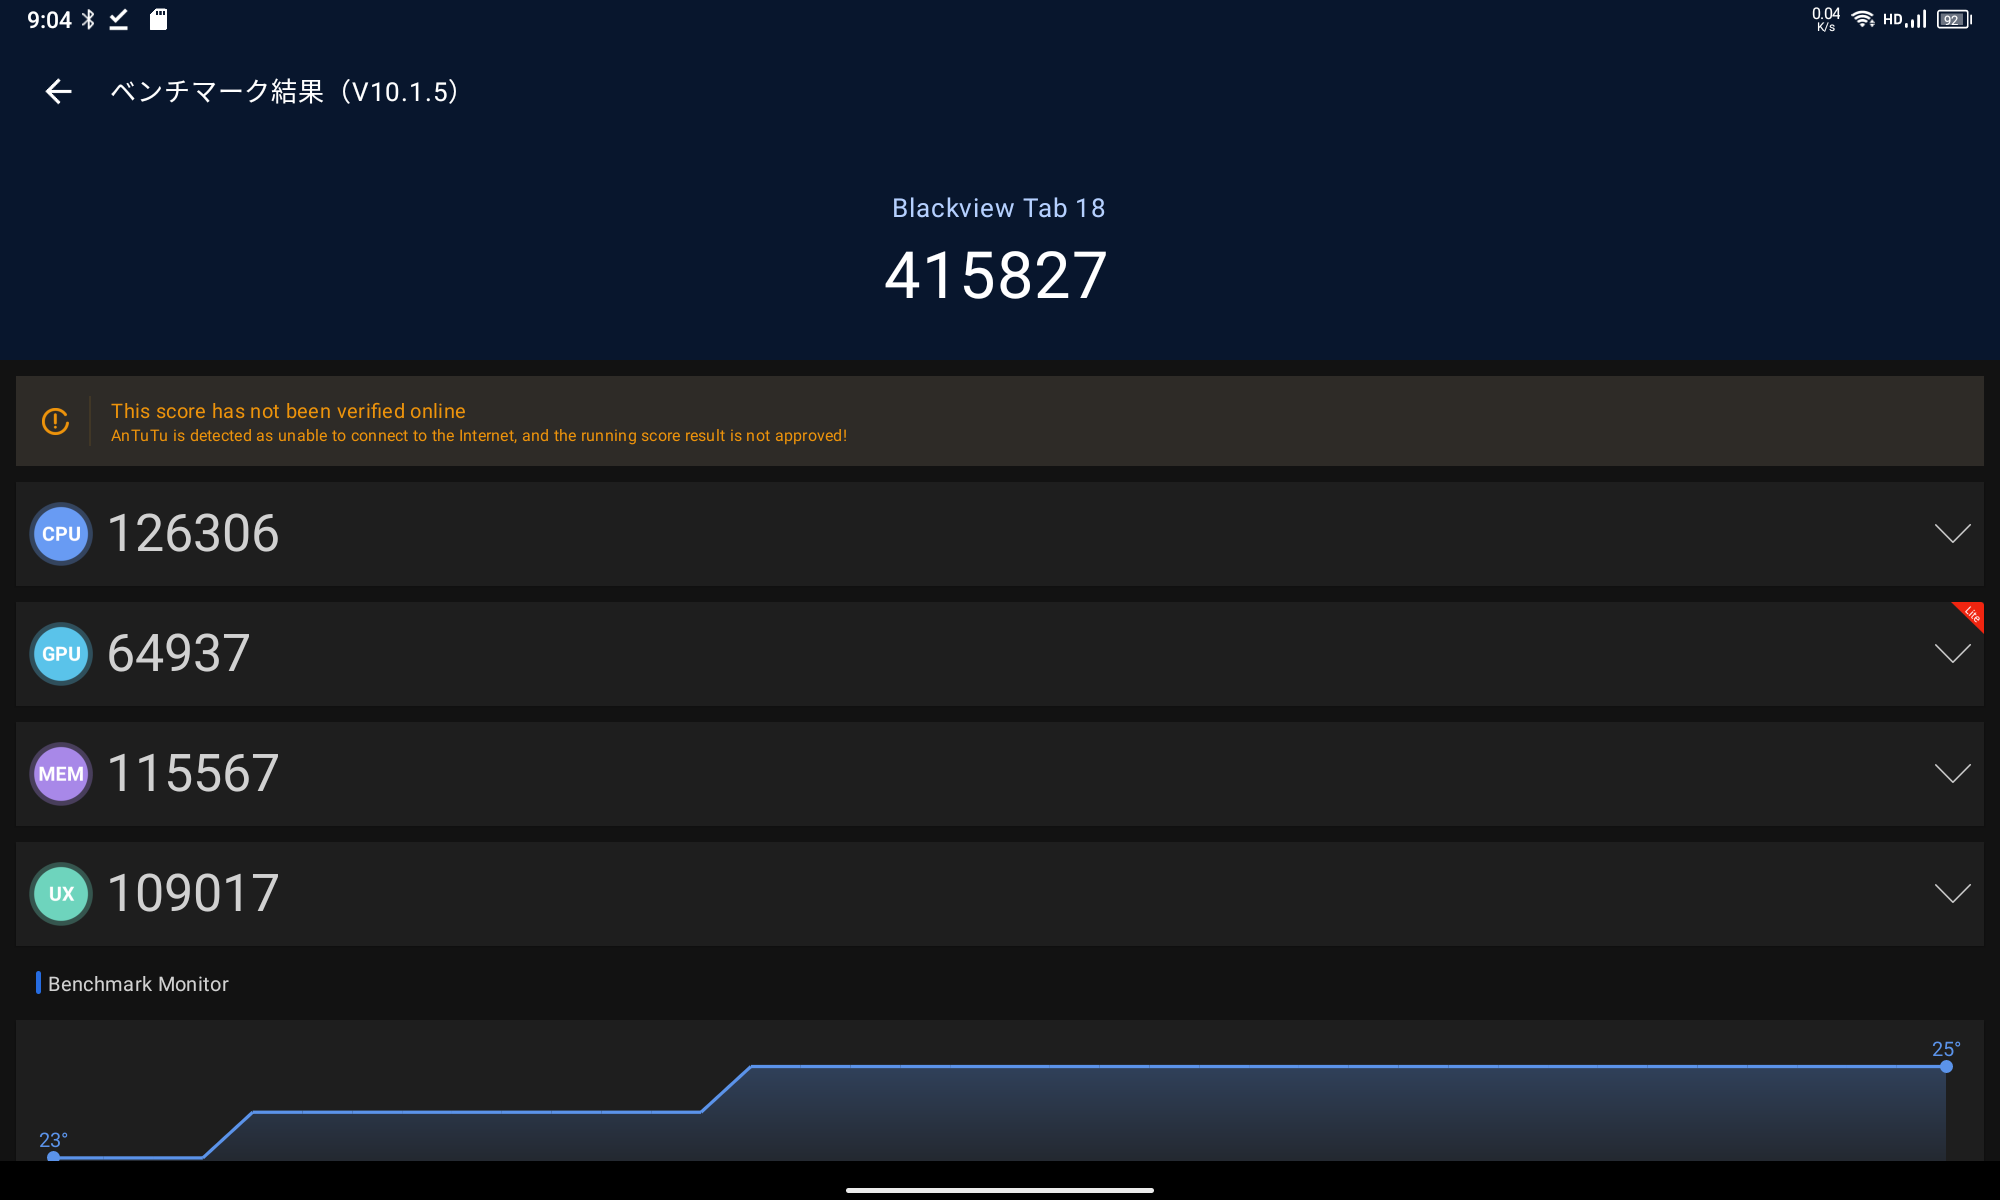 9:04
0.04
K/s
HD
92
ベンチマーク結果（V10.1.5）
Blackview Tab 18
415827
This score has not been verified online
AnTuTu is detected as unable to connect to the Internet, and the running score result is not approved!
CPU 126306
Lite
GPU 64937
MEM 115567
UX 109017
Benchmark Monitor
25°
23°